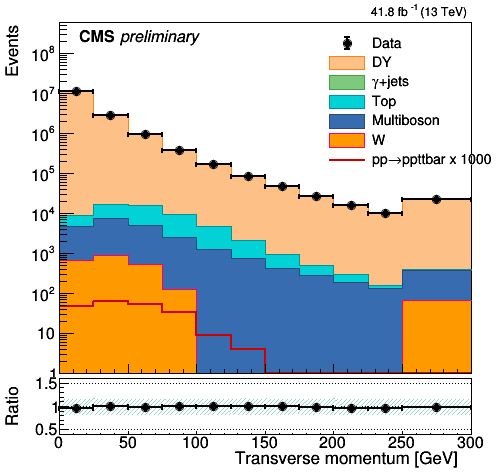 41.8 fb⁻¹ (13 TeV)
CMS preliminary
Events
10⁸
10⁷
10⁶
10⁵
10⁴
10³
10²
10
1
Data
DY
γ+jets
Top
Multiboson
W
pp→ppttbar x 1000
Ratio
1.5
1
0.5
0 50 100 150 200 250 300
Transverse momentum [GeV]